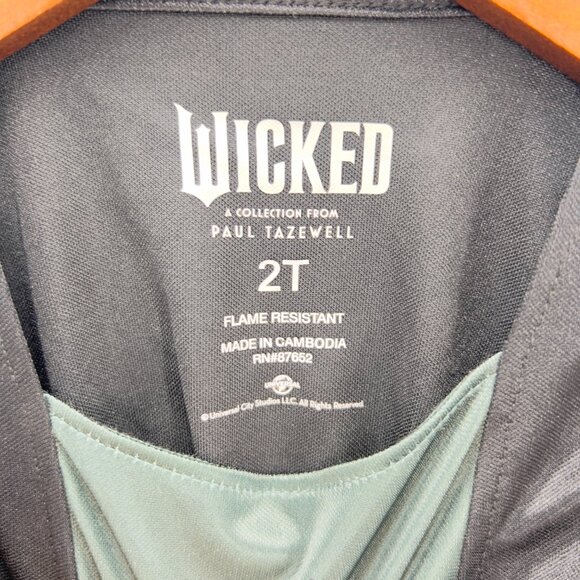 WICKED
A COLLECTION FROM
PAUL TAZEWELL
2T
FLAME RESISTANT
MADE IN CAMBODIA
RN#87652
UNIVERSAL
© Universal City Studios LLC. All Rights Reserved.